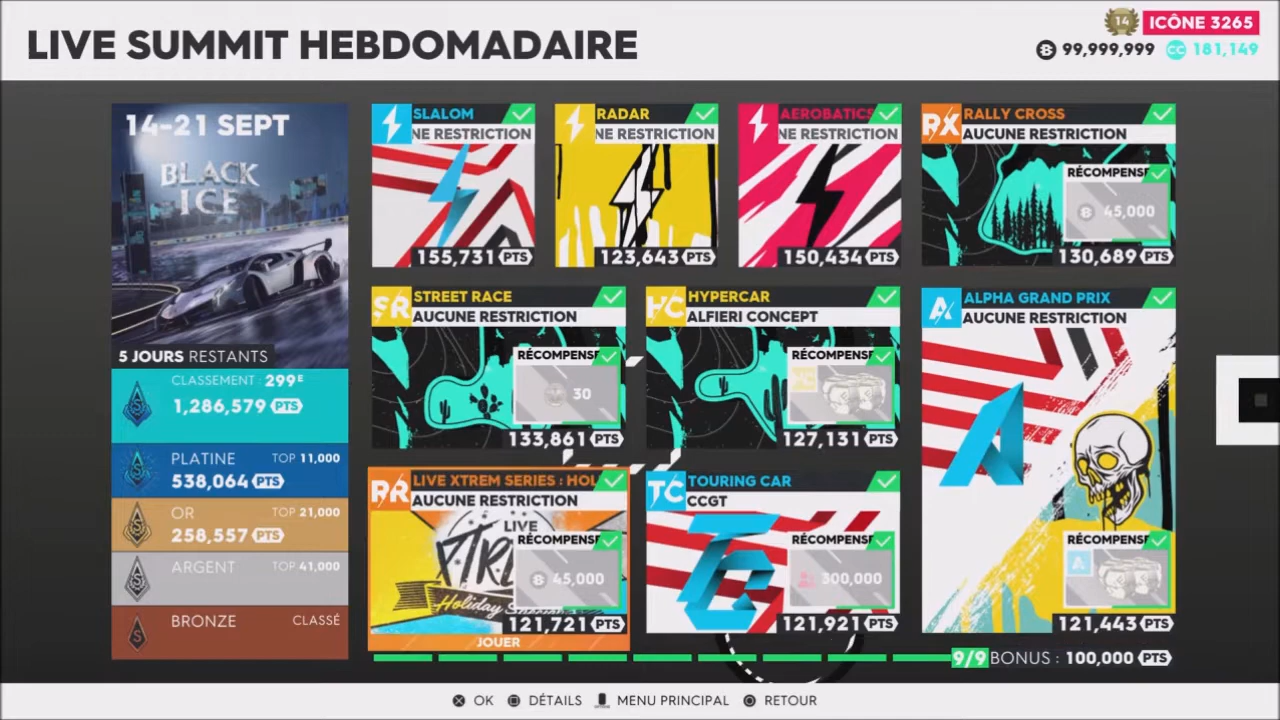 LIVE SUMMIT HEBDOMADAIRE
14
ICÔNE 3265
99,999,999
CC 181,149
14-21 SEPT
BLACK
ICE
5 JOURS RESTANTS
CLASSEMENT : 299E
1,286,579 PTS
PLATINE TOP 11,000
538,064 PTS
OR TOP 21,000
258,557 PTS
ARGENT TOP 41,000
BRONZE CLASSÉ
SLALOM
NE RESTRICTION
155,731 PTS
RADAR
NE RESTRICTION
123,643 PTS
AEROBATICS
NE RESTRICTION
150,434 PTS
RX RALLY CROSS
AUCUNE RESTRICTION
RÉCOMPENSE
45,000
130,689 PTS
SR STREET RACE
AUCUNE RESTRICTION
RÉCOMPENSE
30
133,861 PTS
HC HYPERCAR
ALFIERI CONCEPT
RÉCOMPENSE
127,131 PTS
A ALPHA GRAND PRIX
AUCUNE RESTRICTION
RÉCOMPENSE
121,443 PTS
RR LIVE XTREM SERIES : HOL
AUCUNE RESTRICTION
LIVE
XTRE
Holiday
RÉCOMPENSE
45,000
121,721 PTS
JOUER
TC TOURING CAR
CCGT
TC
RÉCOMPENSE
300,000
121,921 PTS
9/9 BONUS : 100,000 PTS
OK DÉTAILS MENU PRINCIPAL RETOUR